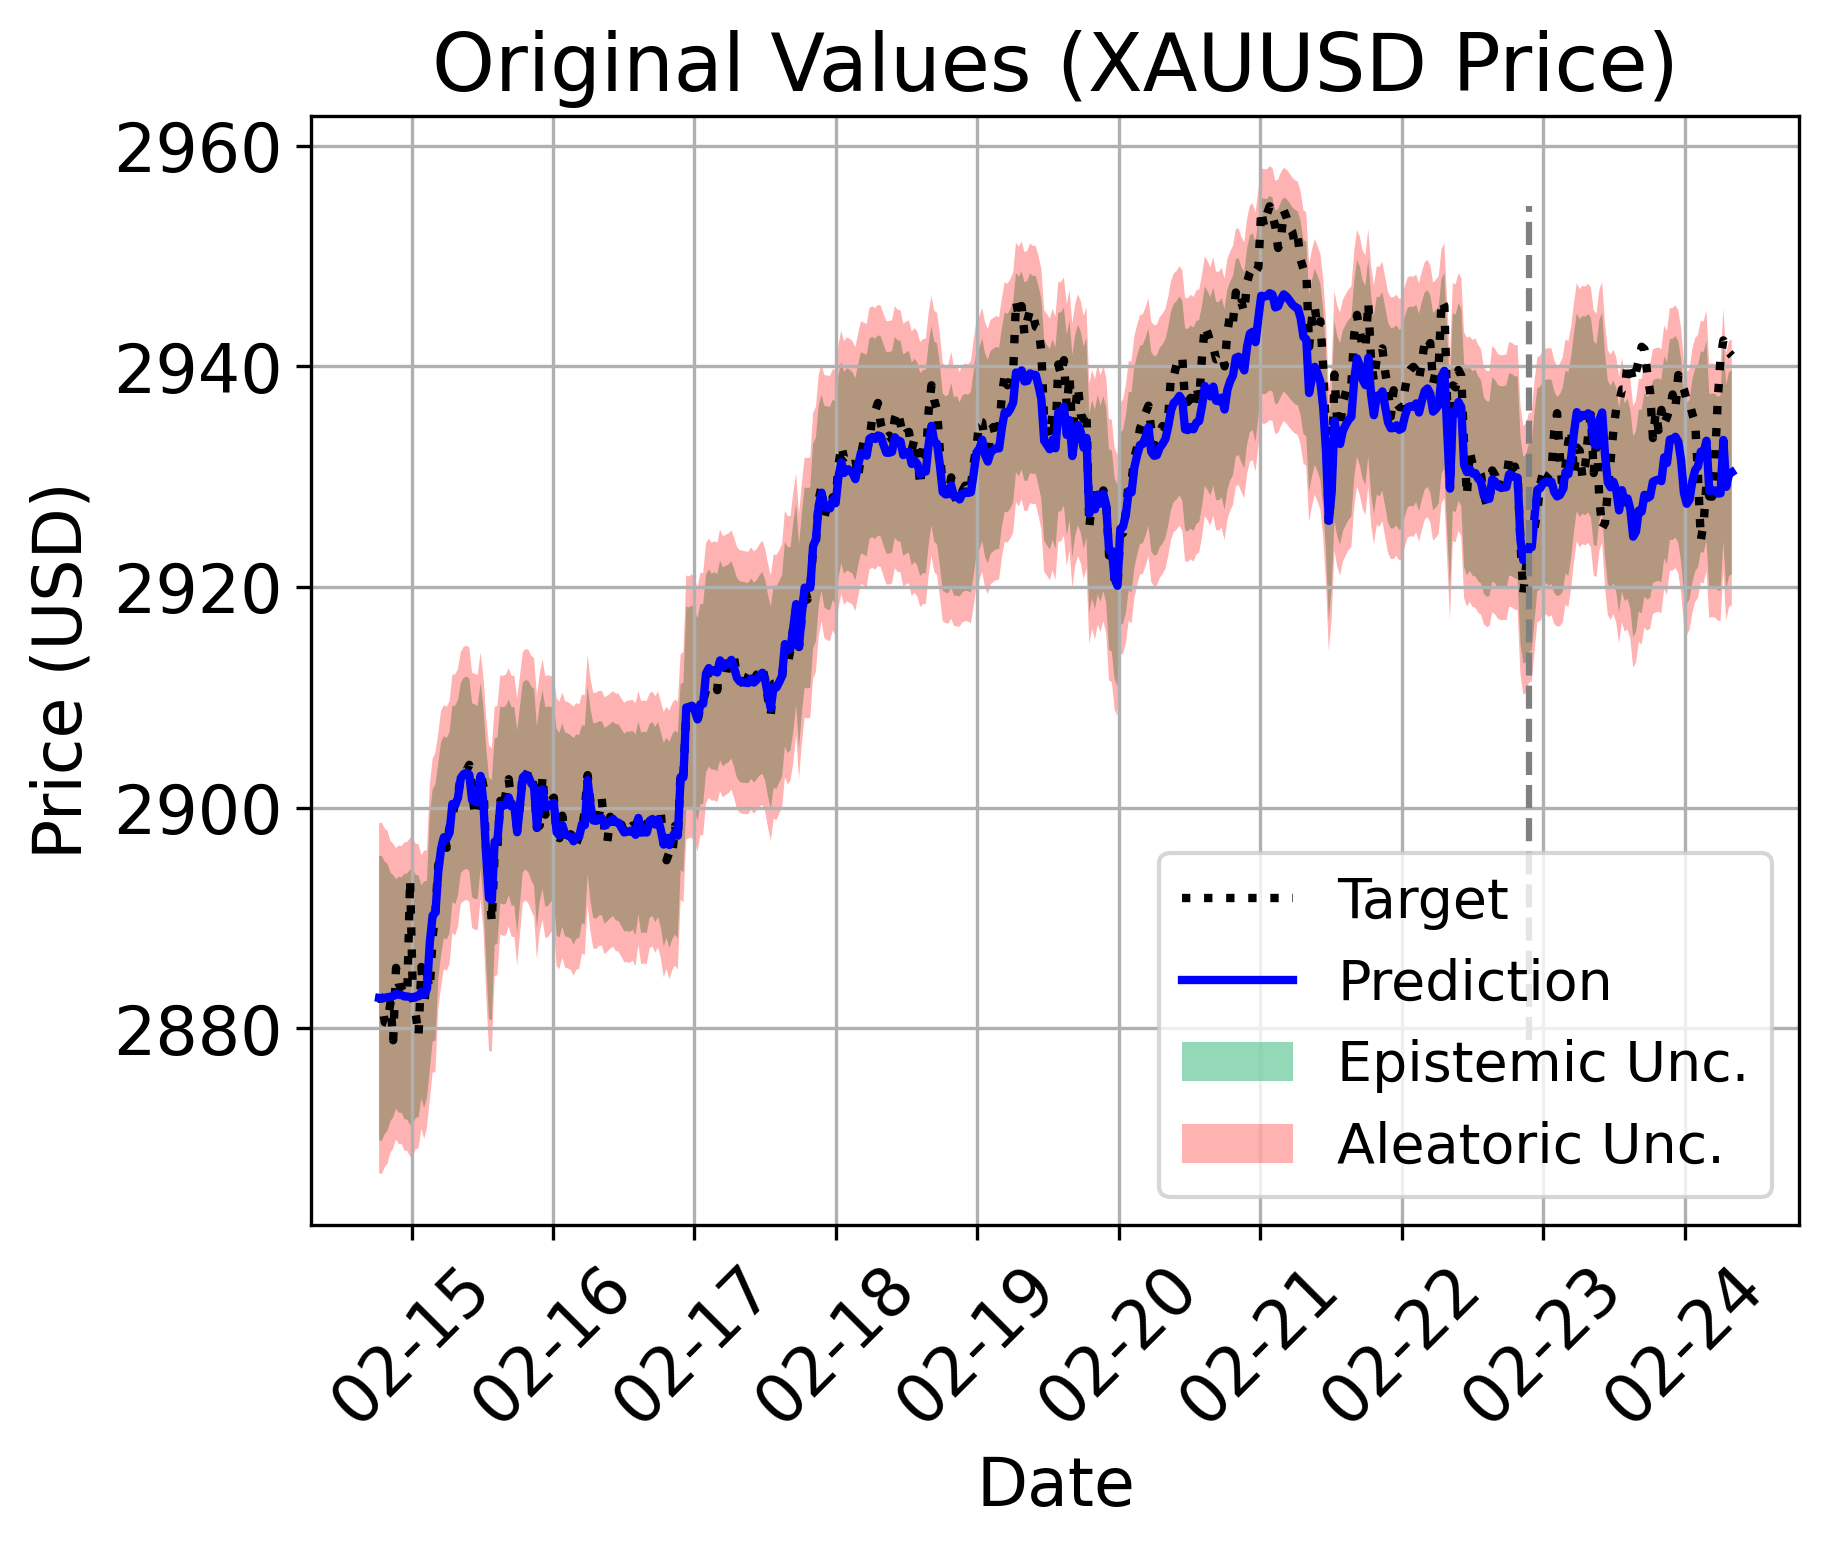 Original Values (XAUUSD Price)
Price (USD)
2960
2940
2920
2900
2880
Target
Prediction
Epistemic Unc.
Aleatoric Unc.
02-15
02-16
02-17
02-18
02-19
02-20
02-21
02-22
02-23
02-24
Date